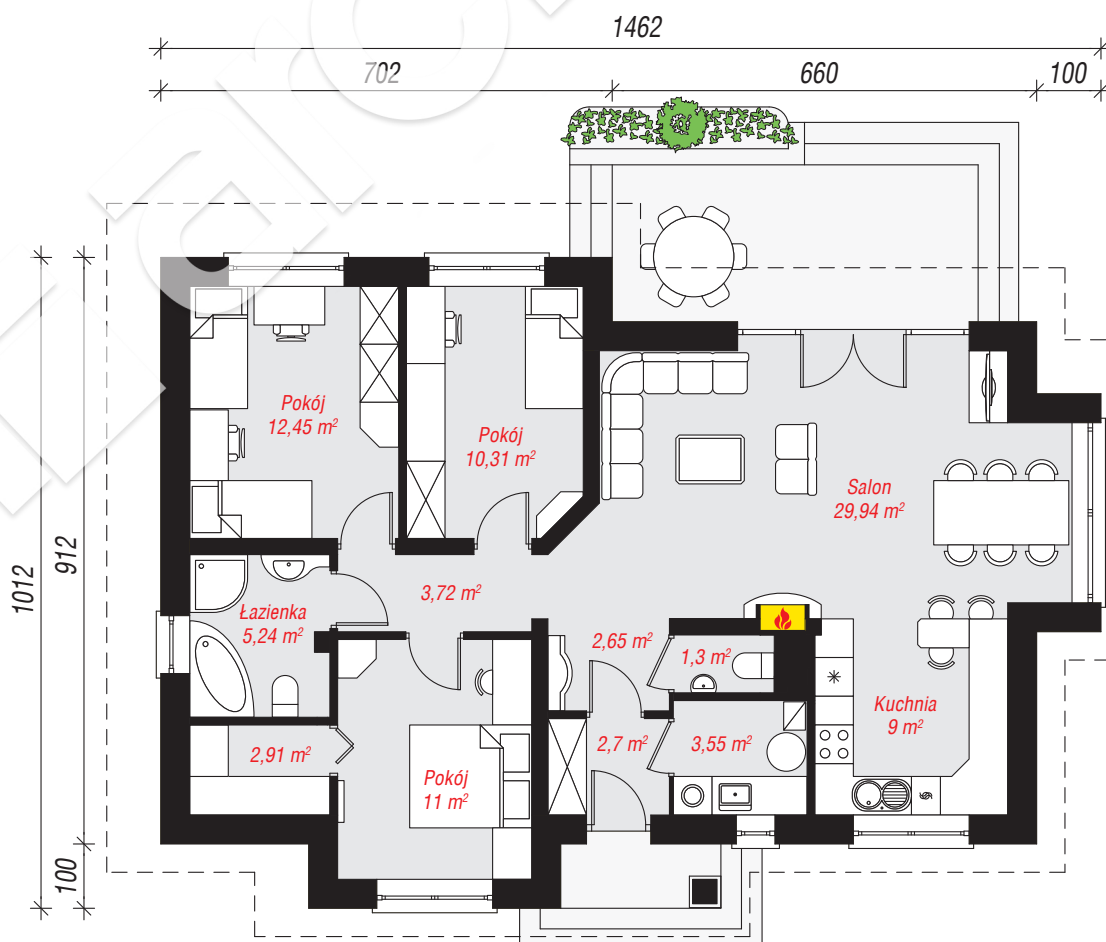 1462
702
660
100
1012
912
100
Pokój
12,45 m²
Pokój
10,31 m²
Salon
29,94 m²
Łazienka
5,24 m²
3,72 m²
2,65 m²
1,3 m²
Kuchnia
9 m²
2,91 m²
Pokój
11 m²
2,7 m²
3,55 m²